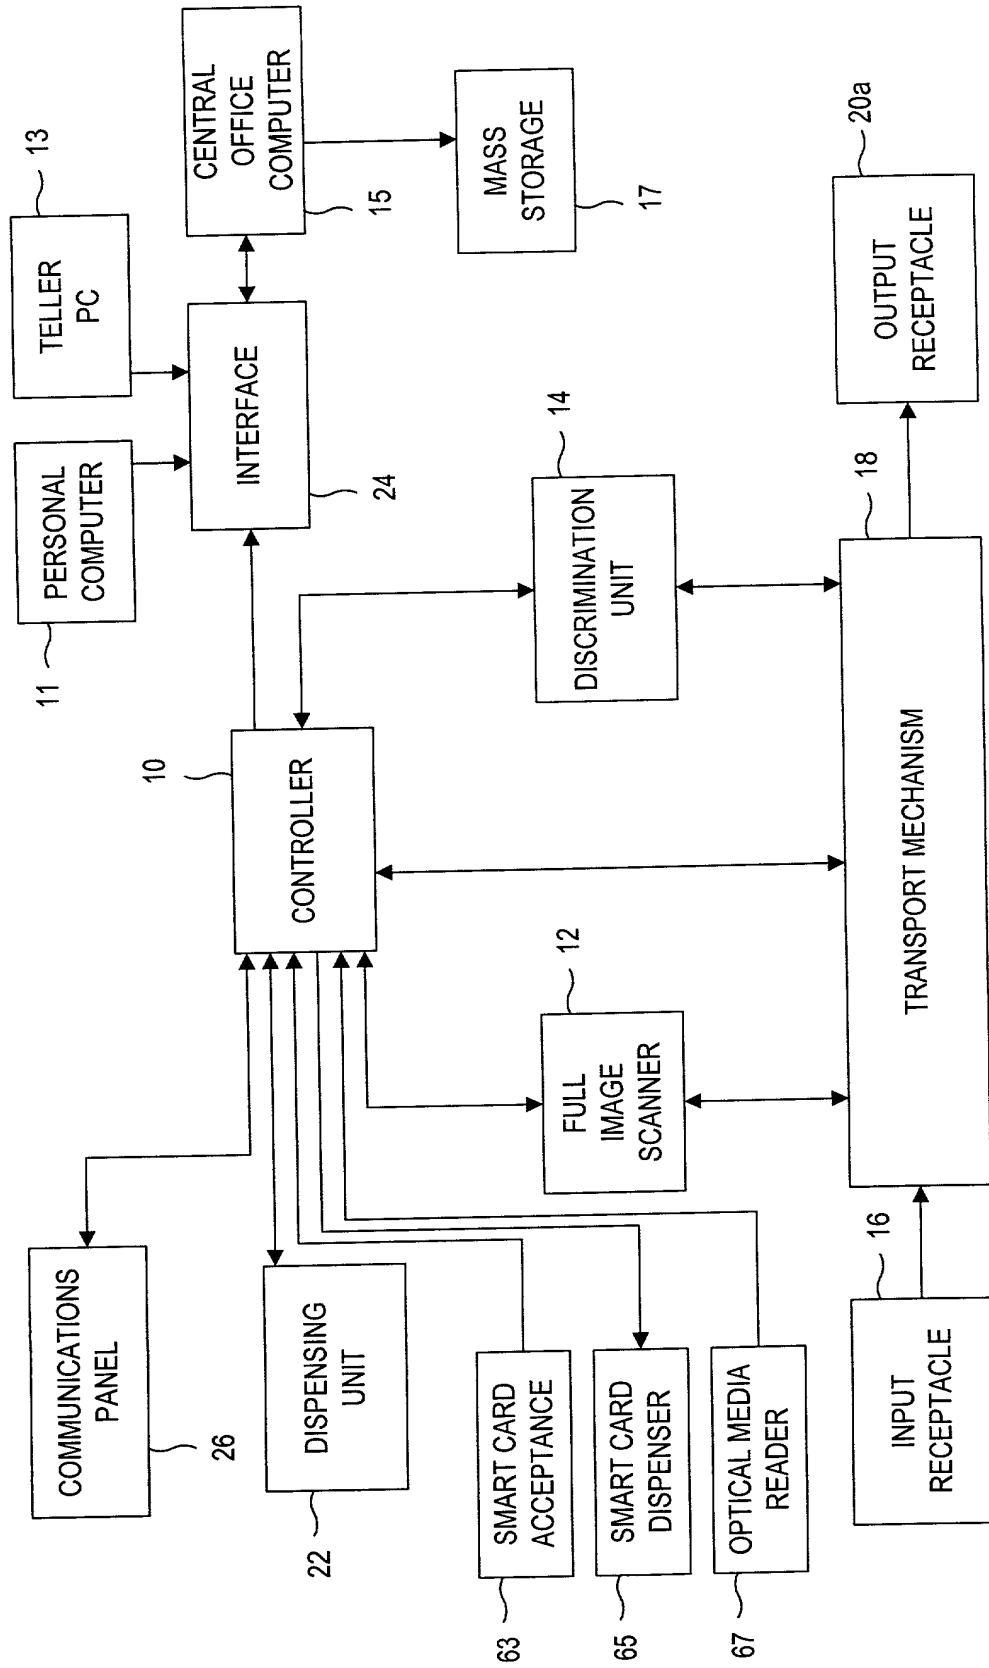 13
TELLER
PC
PERSONAL
COMPUTER
11
CENTRAL
OFFICE
COMPUTER
15
INTERFACE
24
MASS
STORAGE
17
10
CONTROLLER
14
DISCRIMINATION
UNIT
COMMUNICATIONS
PANEL
26
DISPENSING
UNIT
22
12
FULL
IMAGE
SCANNER
SMART CARD
ACCEPTANCE
63
SMART CARD
DISPENSER
65
OPTICAL MEDIA
READER
67
16
INPUT
RECEPTACLE
18
TRANSPORT MECHANISM
20a
OUTPUT
RECEPTACLE